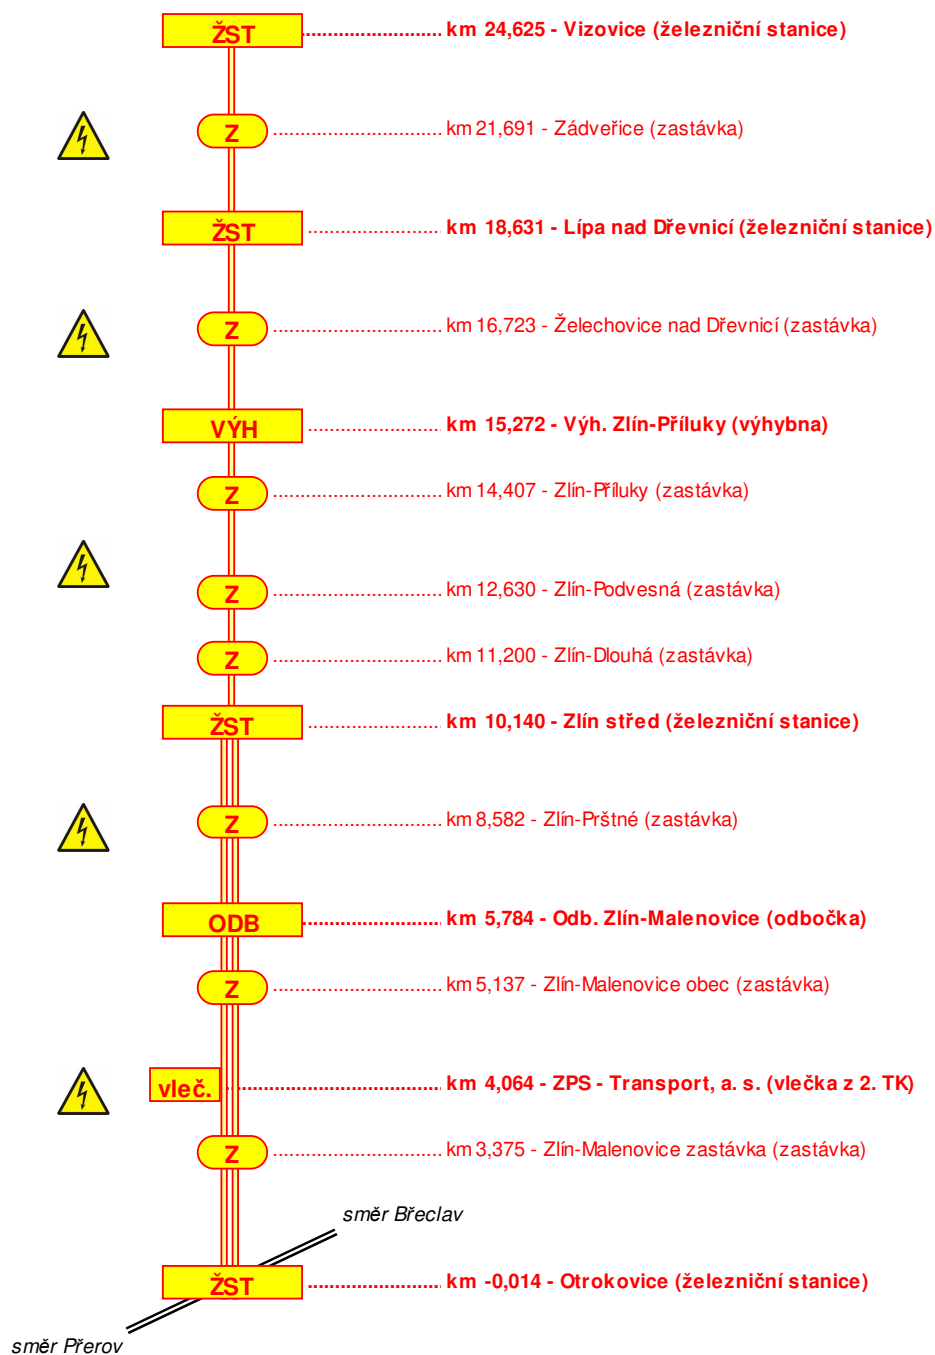 ŽST km 24,625 - Vizovice (železniční stanice)
Z km 21,691 - Zádveřice (zastávka)
ŽST km 18,631 - Lípa nad Dřevnicí (železniční stanice)
Z km 16,723 - Želechovice nad Dřevnicí (zastávka)
VÝH km 15,272 - Výh. Zlín-Příluky (výhybna)
Z km 14,407 - Zlín-Příluky (zastávka)
Z km 12,630 - Zlín-Podvesná (zastávka)
Z km 11,200 - Zlín-Dlouhá (zastávka)
ŽST km 10,140 - Zlín střed (železniční stanice)
Z km 8,582 - Zlín-Prštné (zastávka)
ODB km 5,784 - Odb. Zlín-Malenovice (odbočka)
Z km 5,137 - Zlín-Malenovice obec (zastávka)
vleč. km 4,064 - ZPS - Transport, a. s. (vlečka z 2. TK)
Z km 3,375 - Zlín-Malenovice zastávka (zastávka)
směr Břeclav
ŽST km -0,014 - Otrokovice (železniční stanice)
směr Přerov